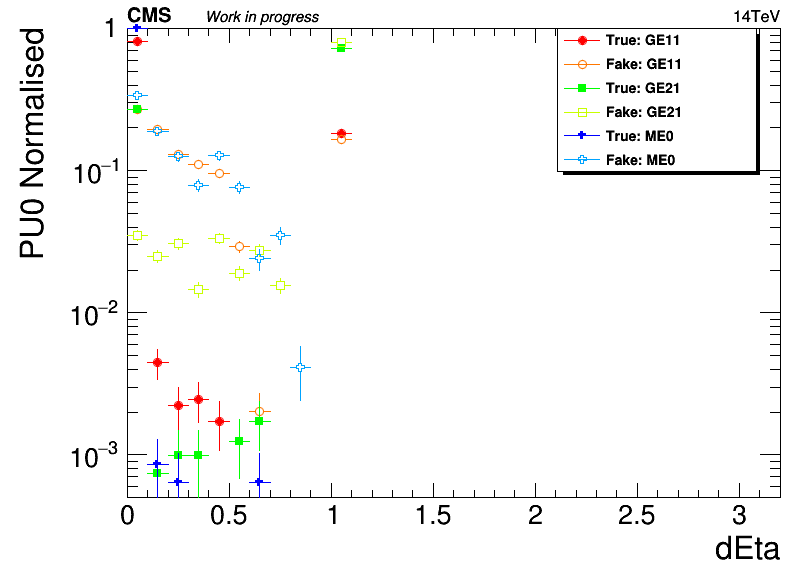 CMS Work in progress 14TeV
PU0 Normalised
1
10⁻¹
10⁻²
10⁻³
True: GE11
Fake: GE11
True: GE21
Fake: GE21
True: ME0
Fake: ME0
0 0.5 1 1.5 2 2.5 3
dEta